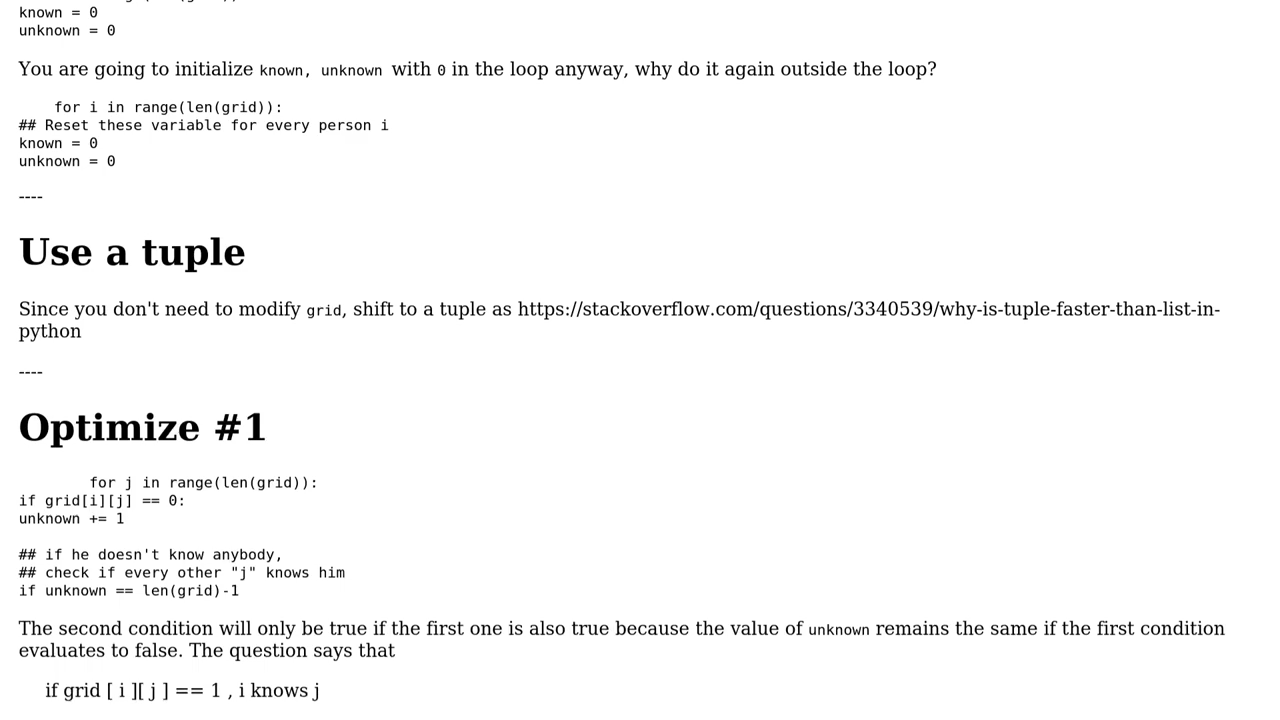 known = 0
unknown = 0
You are going to initialize known, unknown with 0 in the loop anyway, why do it again outside the loop?
for i in range(len(grid)):
## Reset these variable for every person i
known = 0
unknown = 0
----
Use a tuple
Since you don't need to modify grid, shift to a tuple as https://stackoverflow.com/questions/3340539/why-is-tuple-faster-than-list-in-
python
----
Optimize #1
for j in range(len(grid)):
if grid[i][j] == 0:
unknown += 1
## if he doesn't know anybody,
## check if every other "j" knows him
if unknown == len(grid)-1
The second condition will only be true if the first one is also true because the value of unknown remains the same if the first condition
evaluates to false. The question says that
if grid [ i ][ j ] == 1 , i knows j